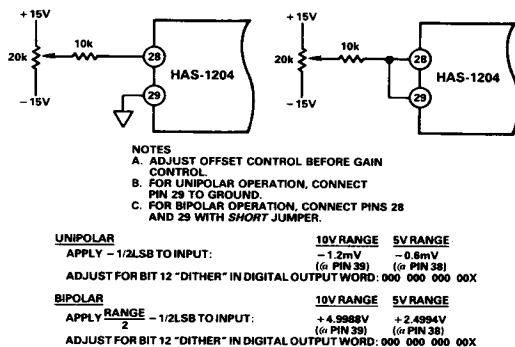 +15V
20k
10k
28
HAS-1204
29
−15V
+15V
20k
10k
28
HAS-1204
29
−15V
NOTES
A. ADJUST OFFSET CONTROL BEFORE GAIN
CONTROL.
B. FOR UNIPOLAR OPERATION, CONNECT
PIN 29 TO GROUND.
C. FOR BIPOLAR OPERATION, CONNECT PINS 28
AND 29 WITH SHORT JUMPER.
UNIPOLAR 10V RANGE 5V RANGE
APPLY −1/2LSB TO INPUT: −1.2mV −0.6mV
(@ PIN 39) (@ PIN 38)
ADJUST FOR BIT 12 "DITHER" IN DIGITAL OUTPUT WORD: 000 000 000 00X
BIPOLAR 10V RANGE 5V RANGE
APPLY RANGE/2 −1/2LSB TO INPUT: +4.9988V +2.4994V
(@ PIN 39) (@ PIN 38)
ADJUST FOR BIT 12 "DITHER" IN DIGITAL OUTPUT WORD: 000 000 000 00X